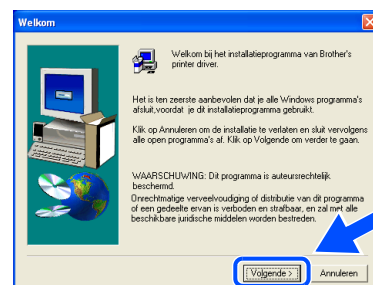 Welkom
Welkom bij het installatieprogramma van Brother's
printer driver.
Het is ten zeerste aanbevolen dat je alle Windows programma's
afsluit,voordat je dit installatieprogramma gebruikt.
Klik op Annuleren om de installatie te verlaten en sluit vervolgens
alle open programma's af. Klik op Volgende om verder te gaan.
WAARSCHUWING: Dit programma is auteursrechtelijk
beschermd.
Onrechtmatige verveelvoudiging of distributie van dit programma
of een gedeelte ervan is verboden en strafbaar, en zal met alle
beschikbare juridische middelen worden bestreden.
Volgende >
Annuleren